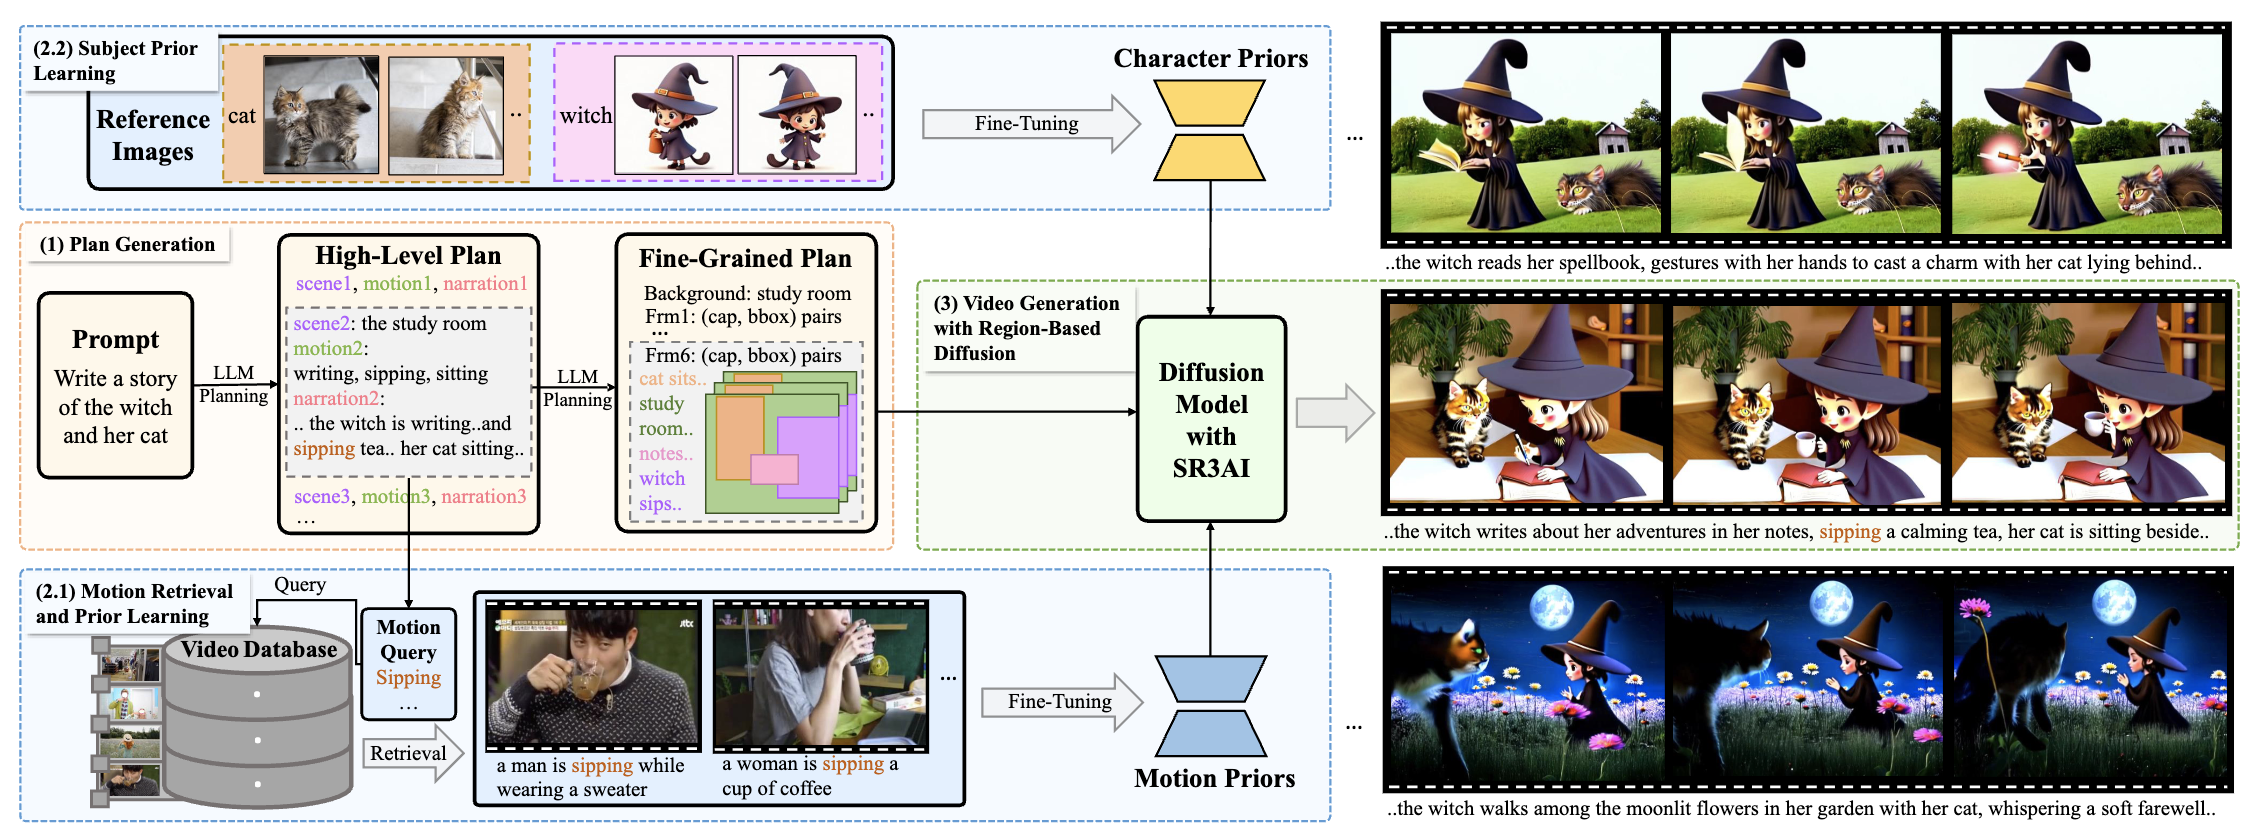 (2.2) Subject Prior
Learning
Reference
Images
cat
..
witch
..
Fine-Tuning
Character Priors
...
..the witch reads her spellbook, gestures with her hands to cast a charm with her cat lying behind..
(1) Plan Generation
Prompt
Write a story
of the witch
and her cat
LLM
Planning
High-Level Plan
scene1, motion1, narration1
scene2: the study room
motion2:
writing, sipping, sitting
narration2:
.. the witch is writing..and
sipping tea.. her cat sitting..
scene3, motion3, narration3
...
LLM
Planning
Fine-Grained Plan
Background: study room
Frm1: (cap, bbox) pairs
...
Frm6: (cap, bbox) pairs
cat sits..
study
room..
notes..
witch
sips..
(3) Video Generation
with Region-Based
Diffusion
Diffusion
Model
with
SR3AI
..the witch writes about her adventures in her notes, sipping a calming tea, her cat is sitting beside..
(2.1) Motion Retrieval
and Prior Learning
Query
Video Database
Motion
Query
Sipping
...
Retrieval
jtbc
a man is sipping while
wearing a sweater
a woman is sipping a
cup of coffee
...
Fine-Tuning
Motion Priors
...
..the witch walks among the moonlit flowers in her garden with her cat, whispering a soft farewell..